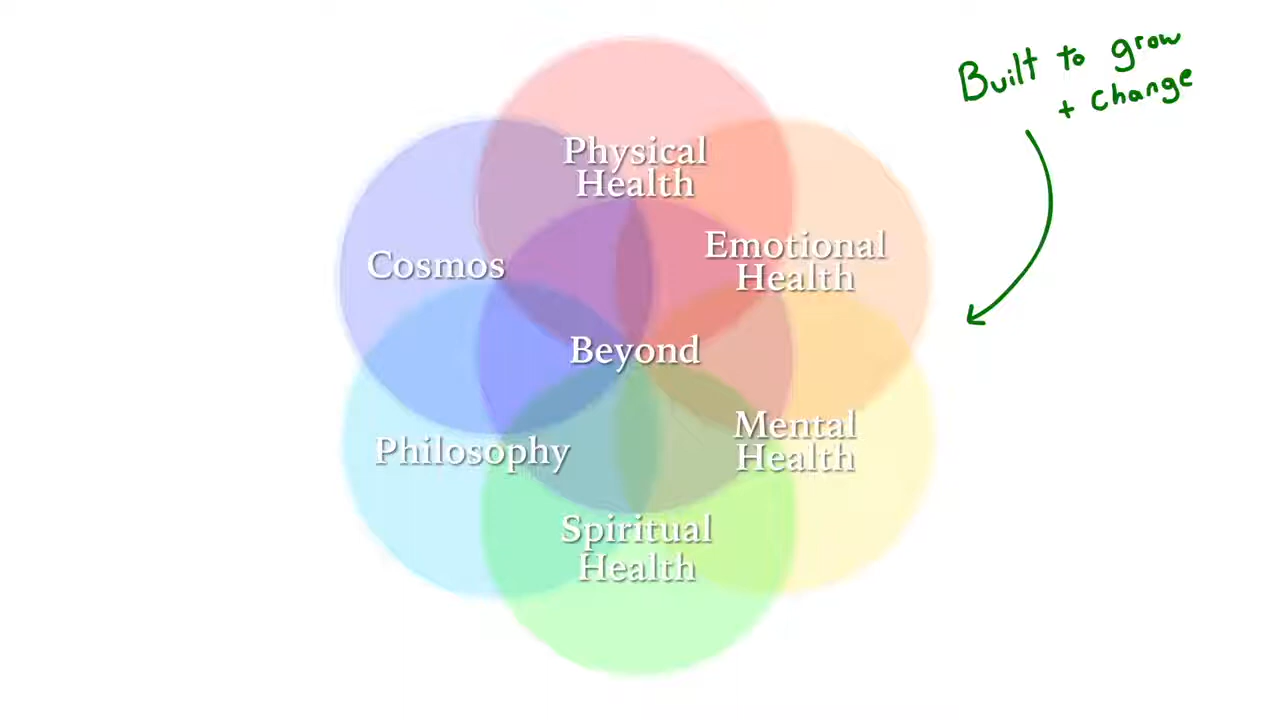 Built to grow
+ change
Physical
Health
Emotional
Health
Cosmos
Beyond
Mental
Health
Philosophy
Spiritual
Health